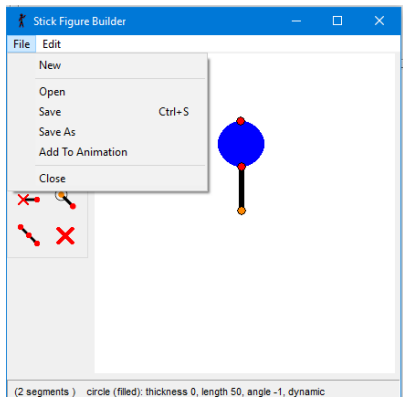 Stick Figure Builder
File Edit
New
Open
Save Ctrl+S
Save As
Add To Animation
Close
(2 segments ) circle (filled): thickness 0, length 50, angle -1, dynamic